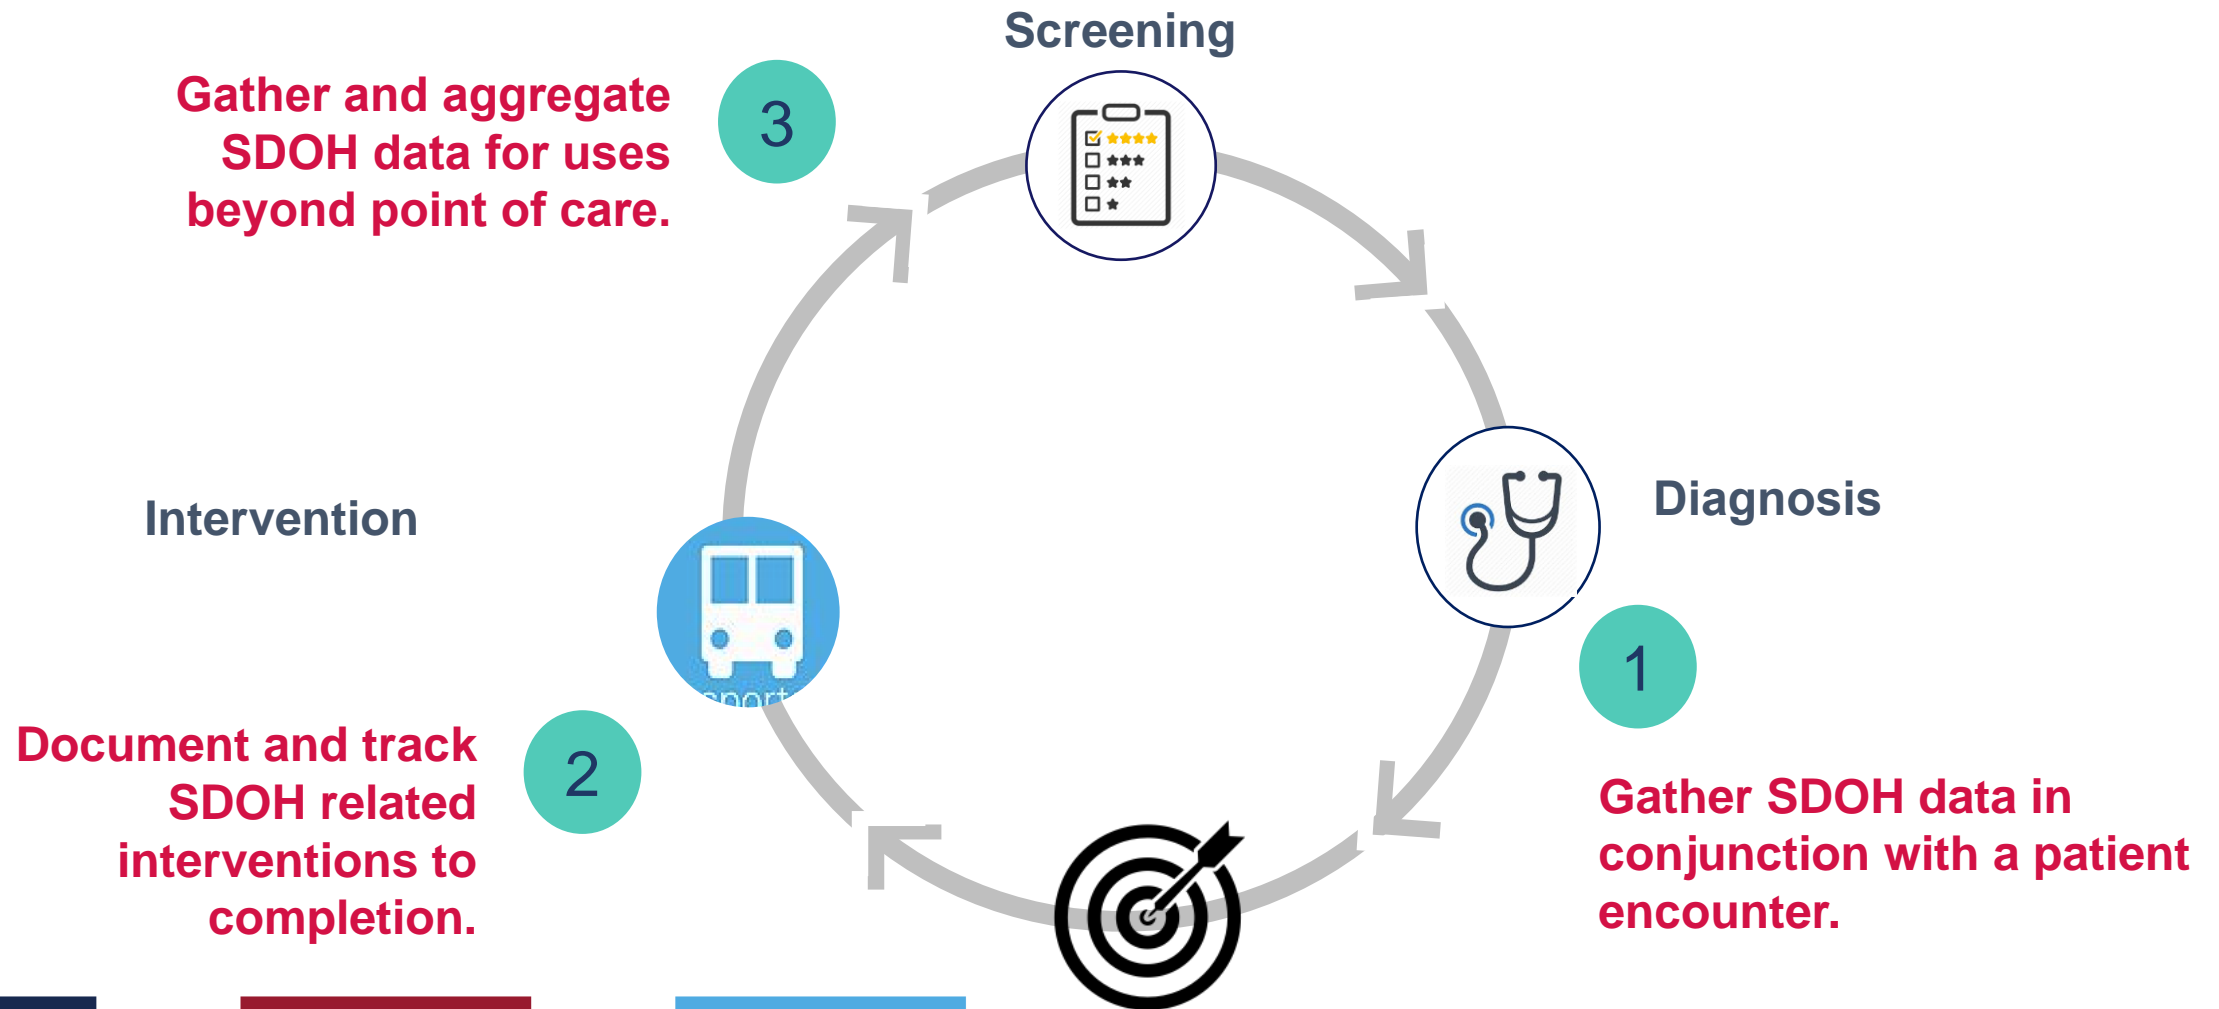 Screening
Gather and aggregate
SDOH data for uses
beyond point of care.
3
Intervention
Diagnosis
1
Gather SDOH data in
conjunction with a patient
encounter.
2
Document and track
SDOH related
interventions to
completion.